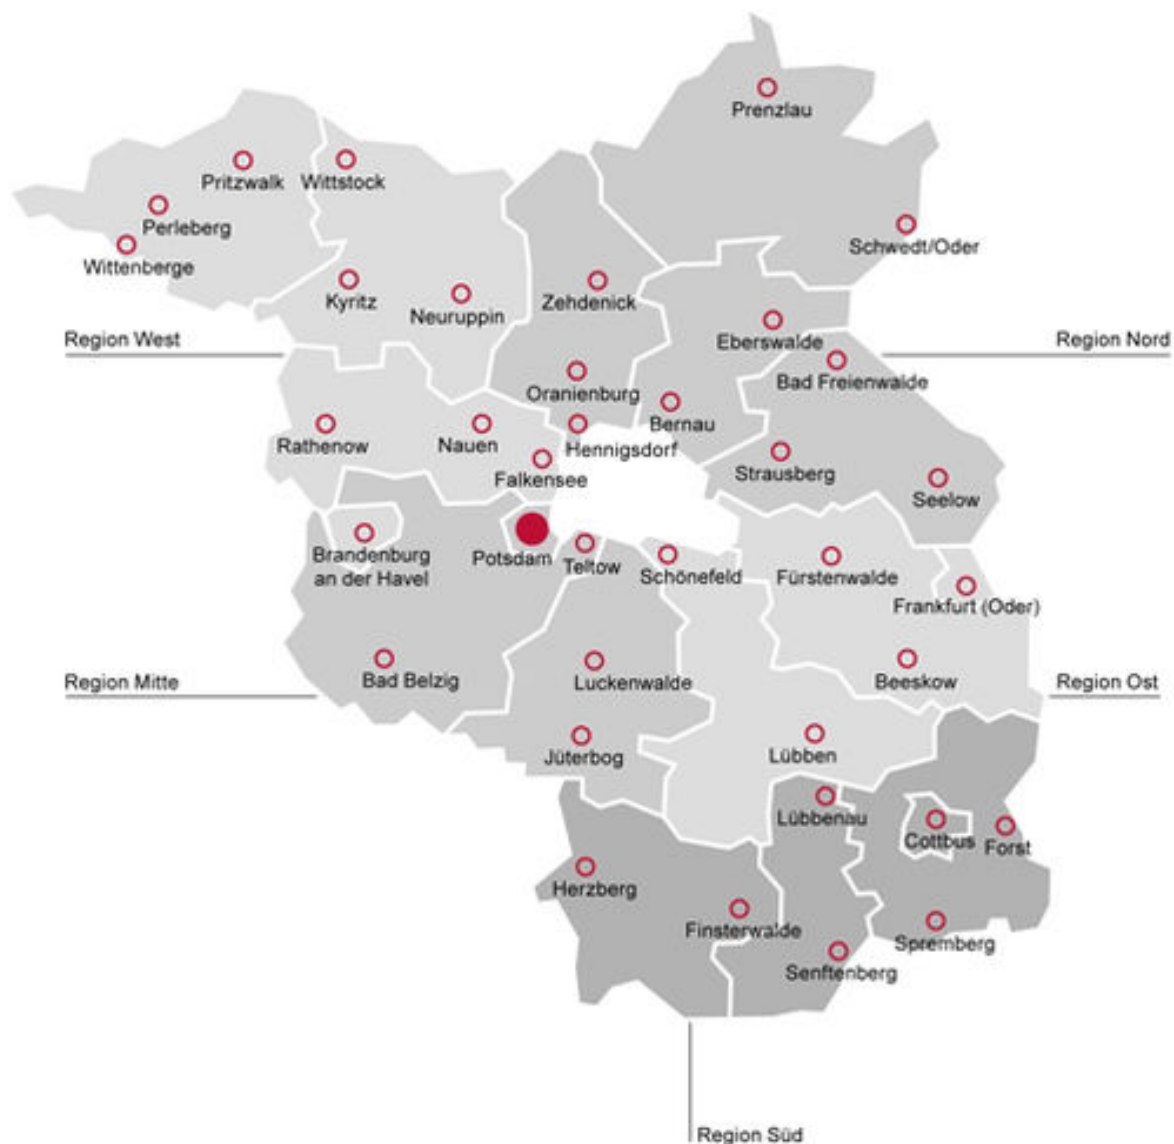 Prenzlau
Pritzwalk
Wittstock
Perleberg
Schwedt/Oder
Wittenberge
Kyritz
Neuruppin
Zehdenick
Region West
Eberswalde
Region Nord
Bad Freienwalde
Oranienburg
Bernau
Rathenow
Nauen
Hennigsdorf
Falkensee
Strausberg
Seelow
Brandenburg
an der Havel
Potsdam
Teltow
Schönefeld
Fürstenwalde
Frankfurt (Oder)
Region Mitte
Bad Belzig
Luckenwalde
Beeskow
Region Ost
Jüterbog
Lübben
Lübbenau
Cottbus
Forst
Herzberg
Finsterwalde
Spremberg
Senftenberg
Region Süd